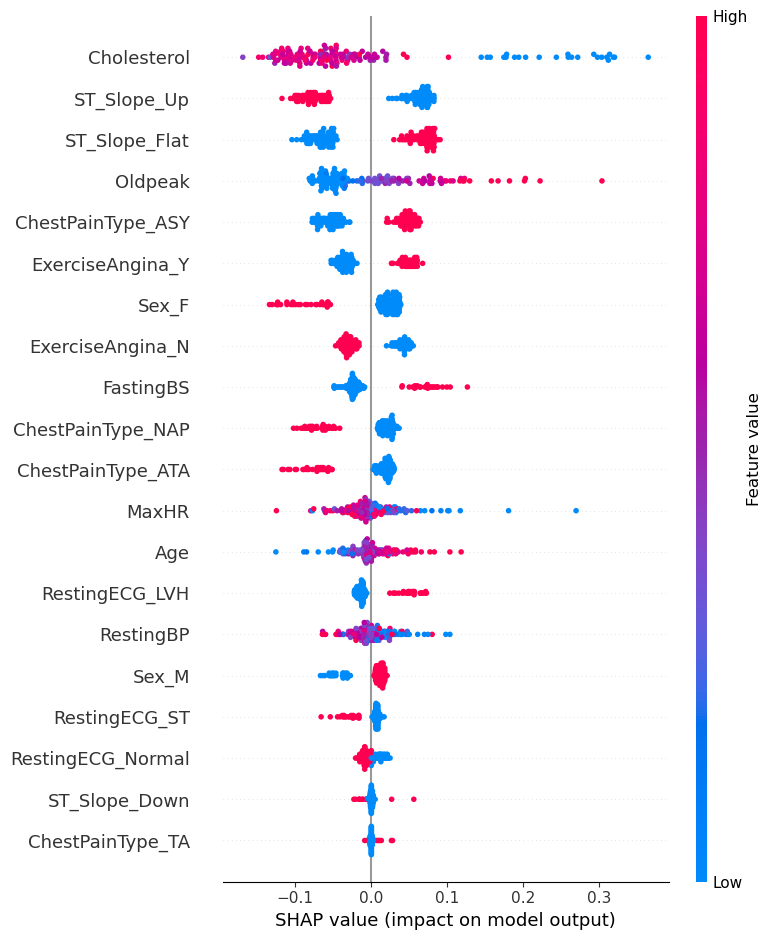 High
Cholesterol
ST_Slope_Up
ST_Slope_Flat
Oldpeak
ChestPainType_ASY
ExerciseAngina_Y
Sex_F
ExerciseAngina_N
FastingBS
ChestPainType_NAP
ChestPainType_ATA
MaxHR
Age
RestingECG_LVH
RestingBP
Sex_M
RestingECG_ST
RestingECG_Normal
ST_Slope_Down
ChestPainType_TA
Feature value
Low
−0.1 0.0 0.1 0.2 0.3
SHAP value (impact on model output)